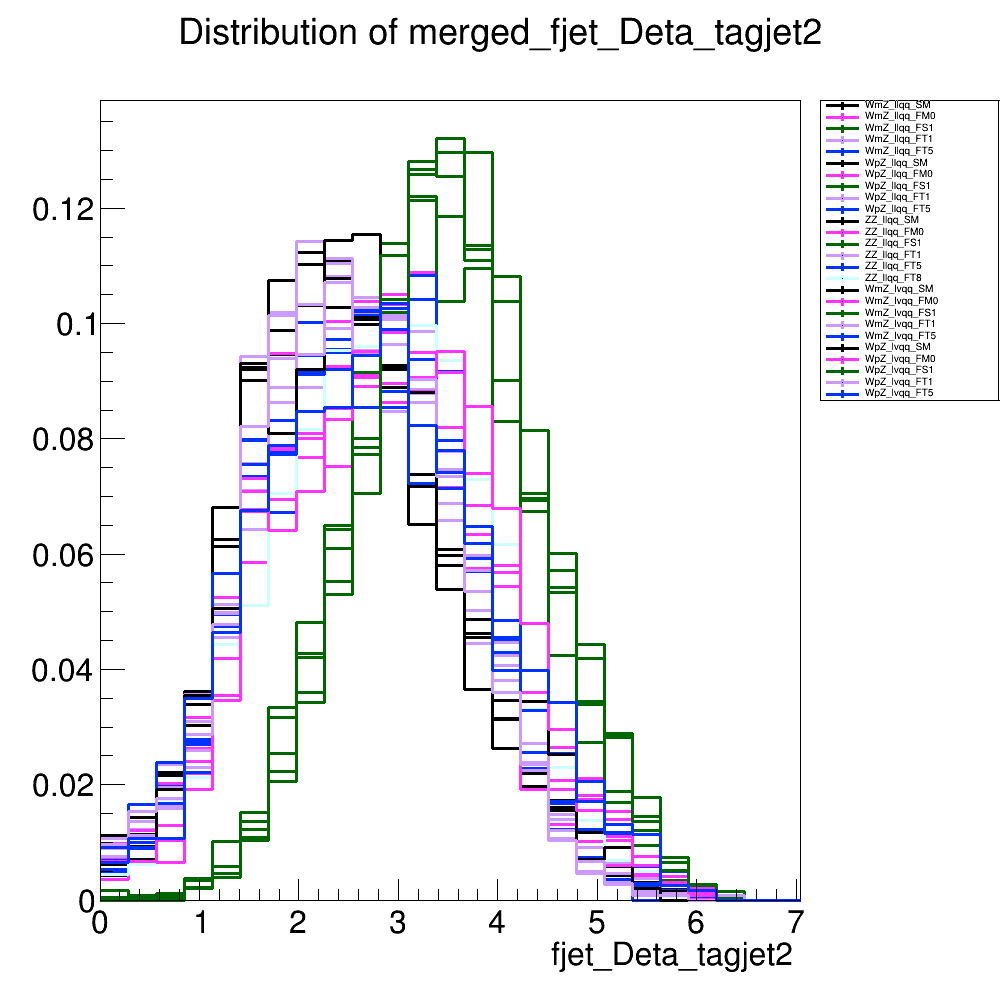 Distribution of merged_fjet_Deta_tagjet2
WmZ_llqq_SM
WmZ_llqq_FM0
WmZ_llqq_FS1
WmZ_llqq_FT1
WmZ_llqq_FT5
WpZ_llqq_SM
WpZ_llqq_FM0
WpZ_llqq_FS1
WpZ_llqq_FT1
WpZ_llqq_FT5
ZZ_llqq_SM
ZZ_llqq_FM0
ZZ_llqq_FS1
ZZ_llqq_FT1
ZZ_llqq_FT5
ZZ_llqq_FT8
WmZ_lvqq_SM
WmZ_lvqq_FM0
WmZ_lvqq_FS1
WmZ_lvqq_FT1
WmZ_lvqq_FT5
WpZ_lvqq_SM
WpZ_lvqq_FM0
WpZ_lvqq_FS1
WpZ_lvqq_FT1
WpZ_lvqq_FT5
0.12
0.1
0.08
0.06
0.04
0.02
0
0 1 2 3 4 5 6 7
fjet_Deta_tagjet2